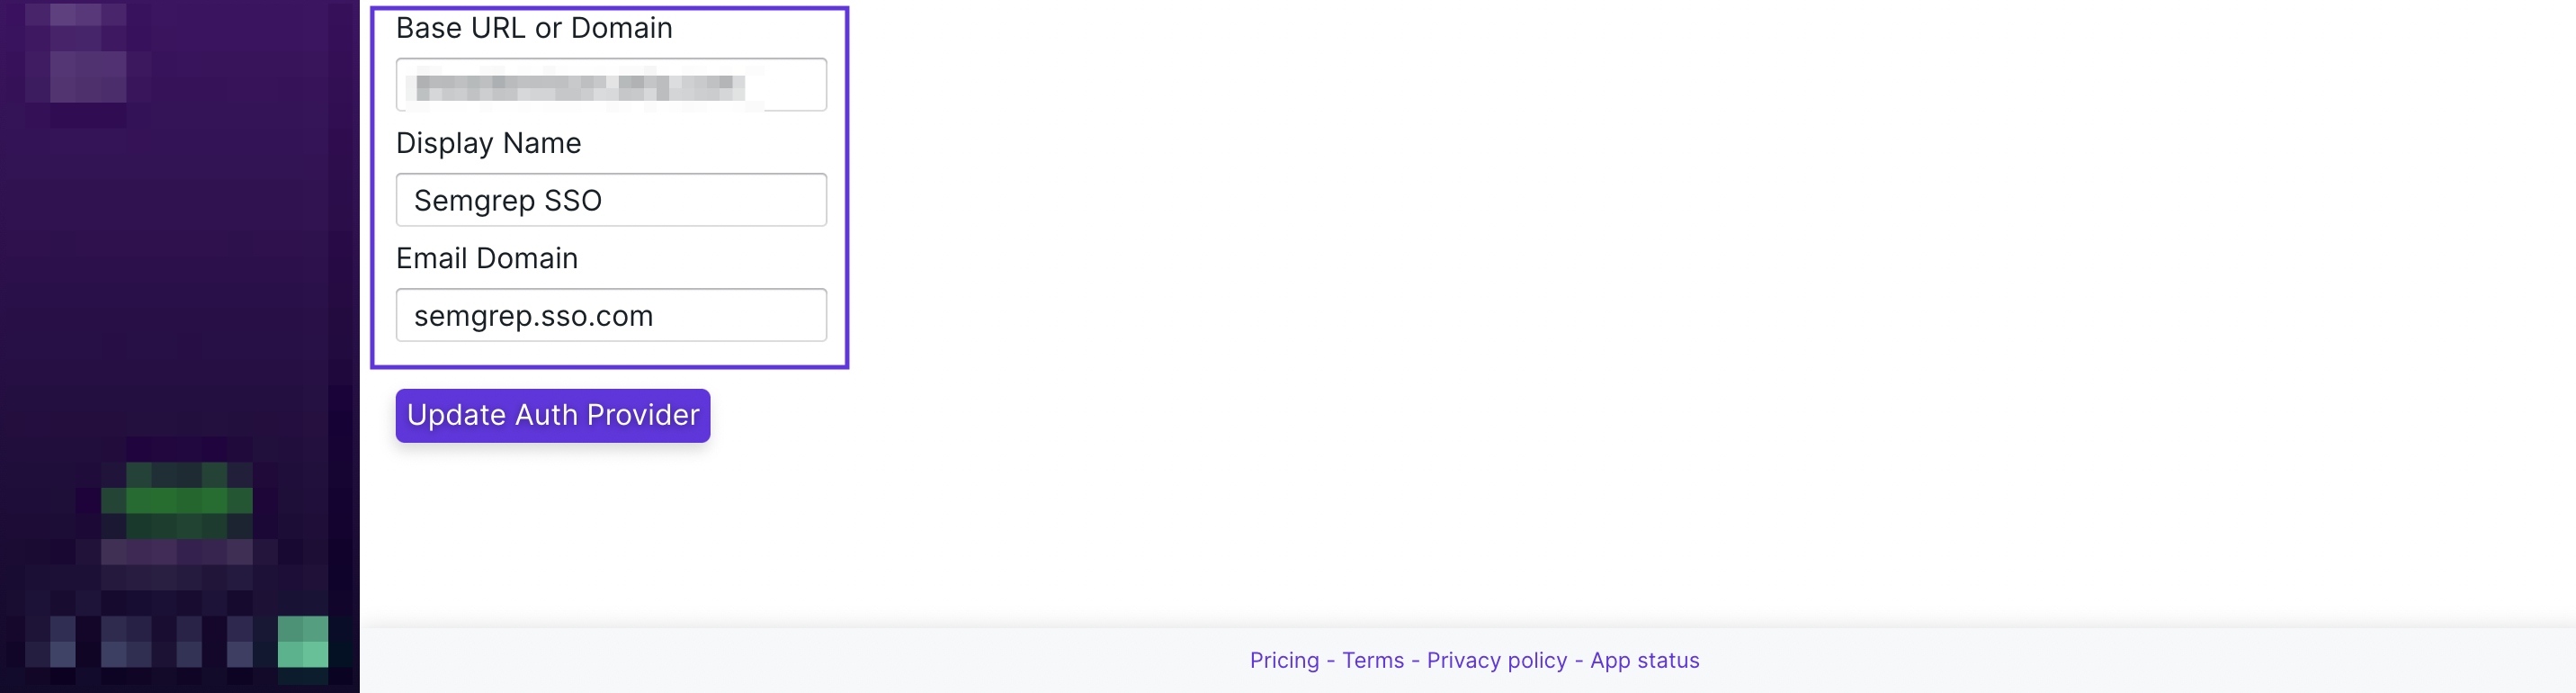 Base URL or Domain
Display Name
Semgrep SSO
Email Domain
semgrep.sso.com
Update Auth Provider
Pricing - Terms - Privacy policy - App status